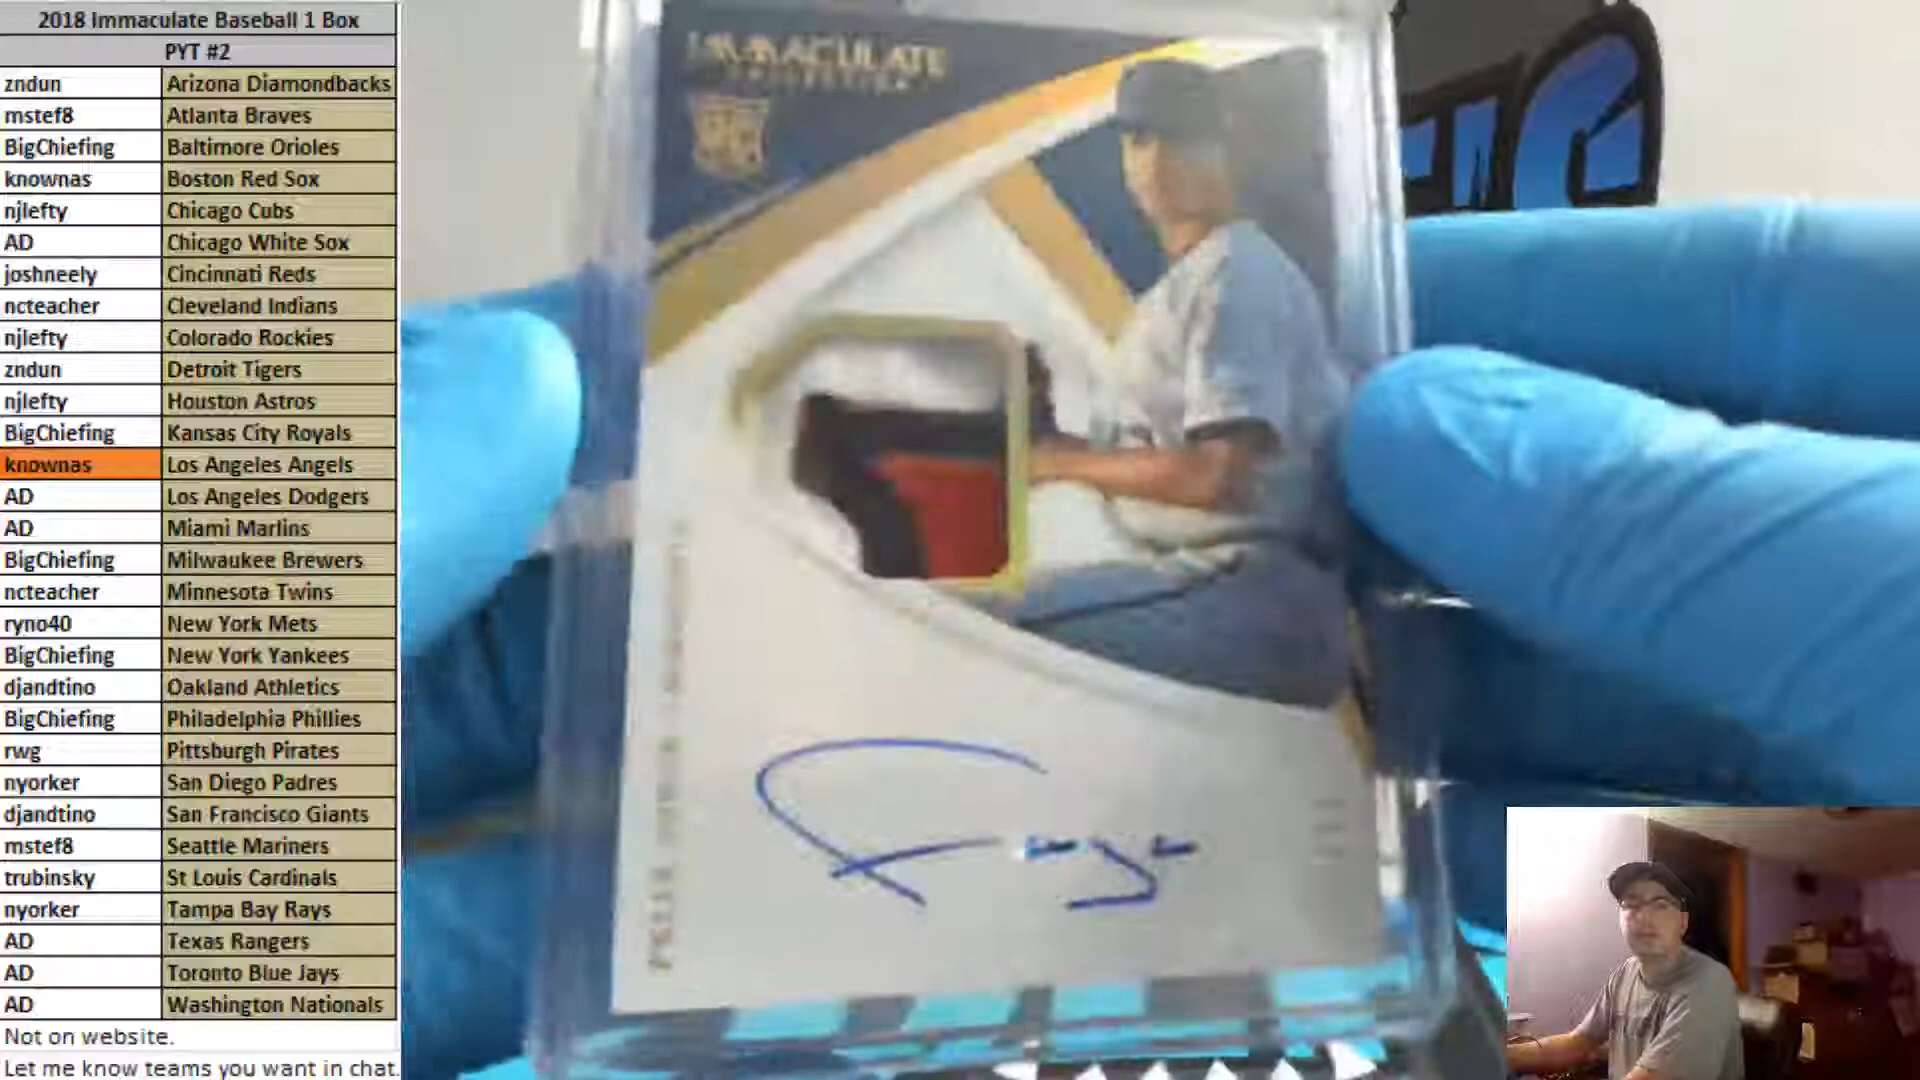 2018 Immaculate Baseball 1 Box
PYT #2
zndun Arizona Diamondbacks
mstef8 Atlanta Braves
BigChiefing Baltimore Orioles
knownas Boston Red Sox
njlefty Chicago Cubs
AD Chicago White Sox
joshneely Cincinnati Reds
ncteacher Cleveland Indians
njlefty Colorado Rockies
zndun Detroit Tigers
njlefty Houston Astros
BigChiefing Kansas City Royals
knownas Los Angeles Angels
AD Los Angeles Dodgers
AD Miami Marlins
BigChiefing Milwaukee Brewers
ncteacher Minnesota Twins
ryno40 New York Mets
BigChiefing New York Yankees
djandtino Oakland Athletics
BigChiefing Philadelphia Phillies
rwg Pittsburgh Pirates
nyorker San Diego Padres
djandtino San Francisco Giants
mstef8 Seattle Mariners
trubinsky St Louis Cardinals
nyorker Tampa Bay Rays
AD Texas Rangers
AD Toronto Blue Jays
AD Washington Nationals
Not on website.
Let me know teams you want in chat.
IMMACULATE
COLLECTION
RC